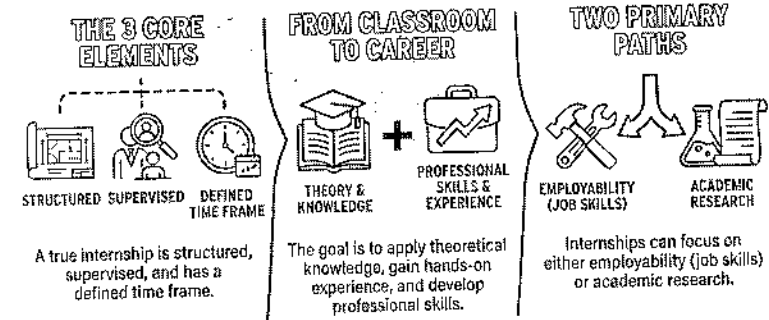 THE 3 CORE
ELEMENTS
STRUCTURED
SUPERVISED
DEFINED
TIME FRAME
A true internship is structured,
supervised, and has a
defined time frame.
FROM CLASSROOM
TO CAREER
THEORY &
KNOWLEDGE
PROFESSIONAL
SKILLS &
EXPERIENCE
The goal is to apply theoretical
knowledge, gain hands-on
experience, and develop
professional skills.
TWO PRIMARY
PATHS
EMPLOYABILITY
(JOB SKILLS)
ACADEMIC
RESEARCH
Internships can focus on
either employability (job skills)
or academic research.